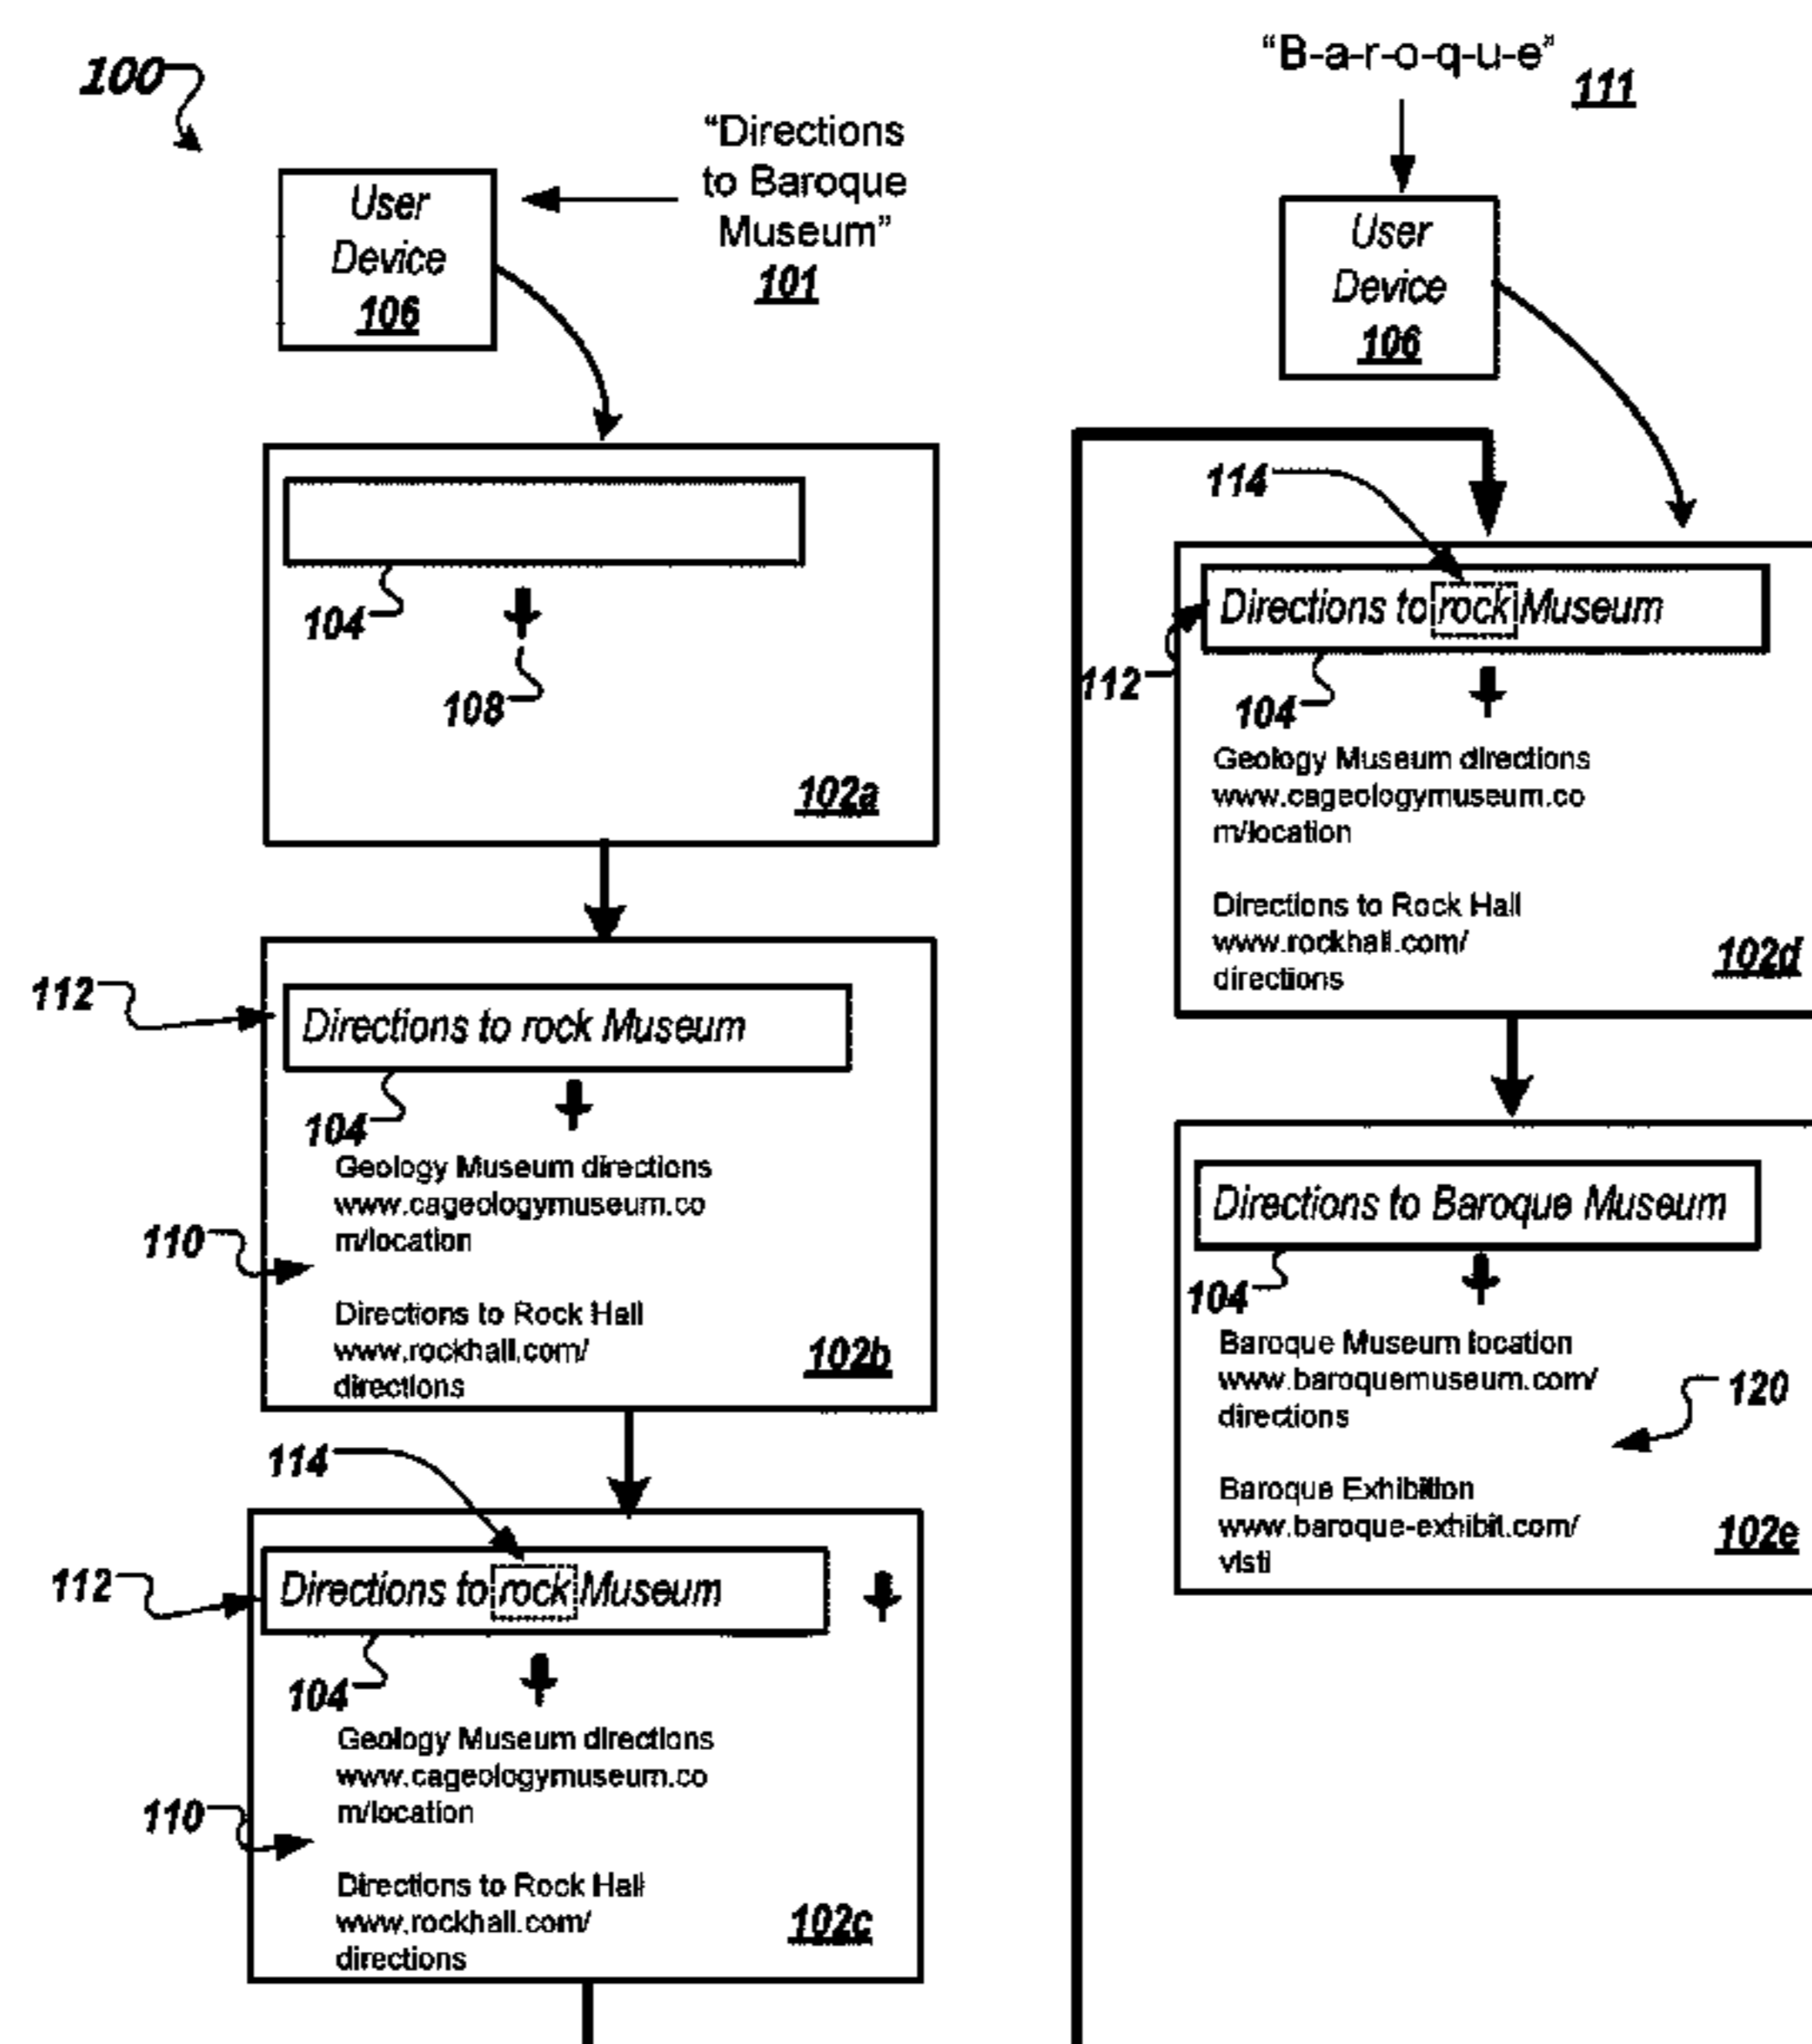 100
"Directions
to Baroque
Museum"
101
User
Device
106
104
108
102a
112
Directions to rock Museum
104
Geology Museum directions
www.cageologymuseum.co
m/location
110
Directions to Rock Hall
www.rockhall.com/
directions
102b
114
112
Directions to rock Museum
104
Geology Museum directions
www.cageologymuseum.co
m/location
110
Directions to Rock Hall
www.rockhall.com/
directions
102c
"B-a-r-o-q-u-e"
111
User
Device
106
114
Directions to rock Museum
112
104
Geology Museum directions
www.cageologymuseum.co
m/location
Directions to Rock Hall
www.rockhall.com/
directions
102d
Directions to Baroque Museum
104
Baroque Museum location
www.baroquemuseum.com/
directions
120
Baroque Exhibition
www.baroque-exhibit.com/
visti
102e